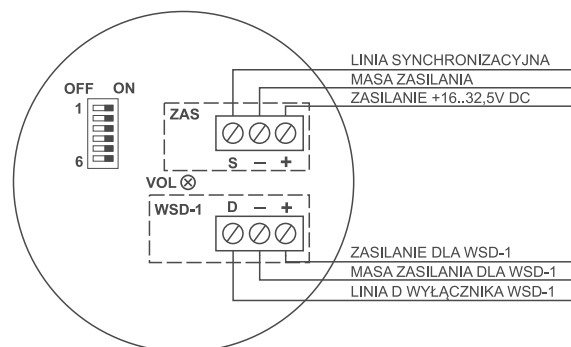 LINIA SYNCHRONIZACYJNA
MASA ZASILANIA
ZASILANIE +16..32,5V DC
OFF ON
1
6
ZAS
S – +
VOL
WSD-1 D – +
ZASILANIE DLA WSD-1
MASA ZASILANIA DLA WSD-1
LINIA D WYŁĄCZNIKA WSD-1